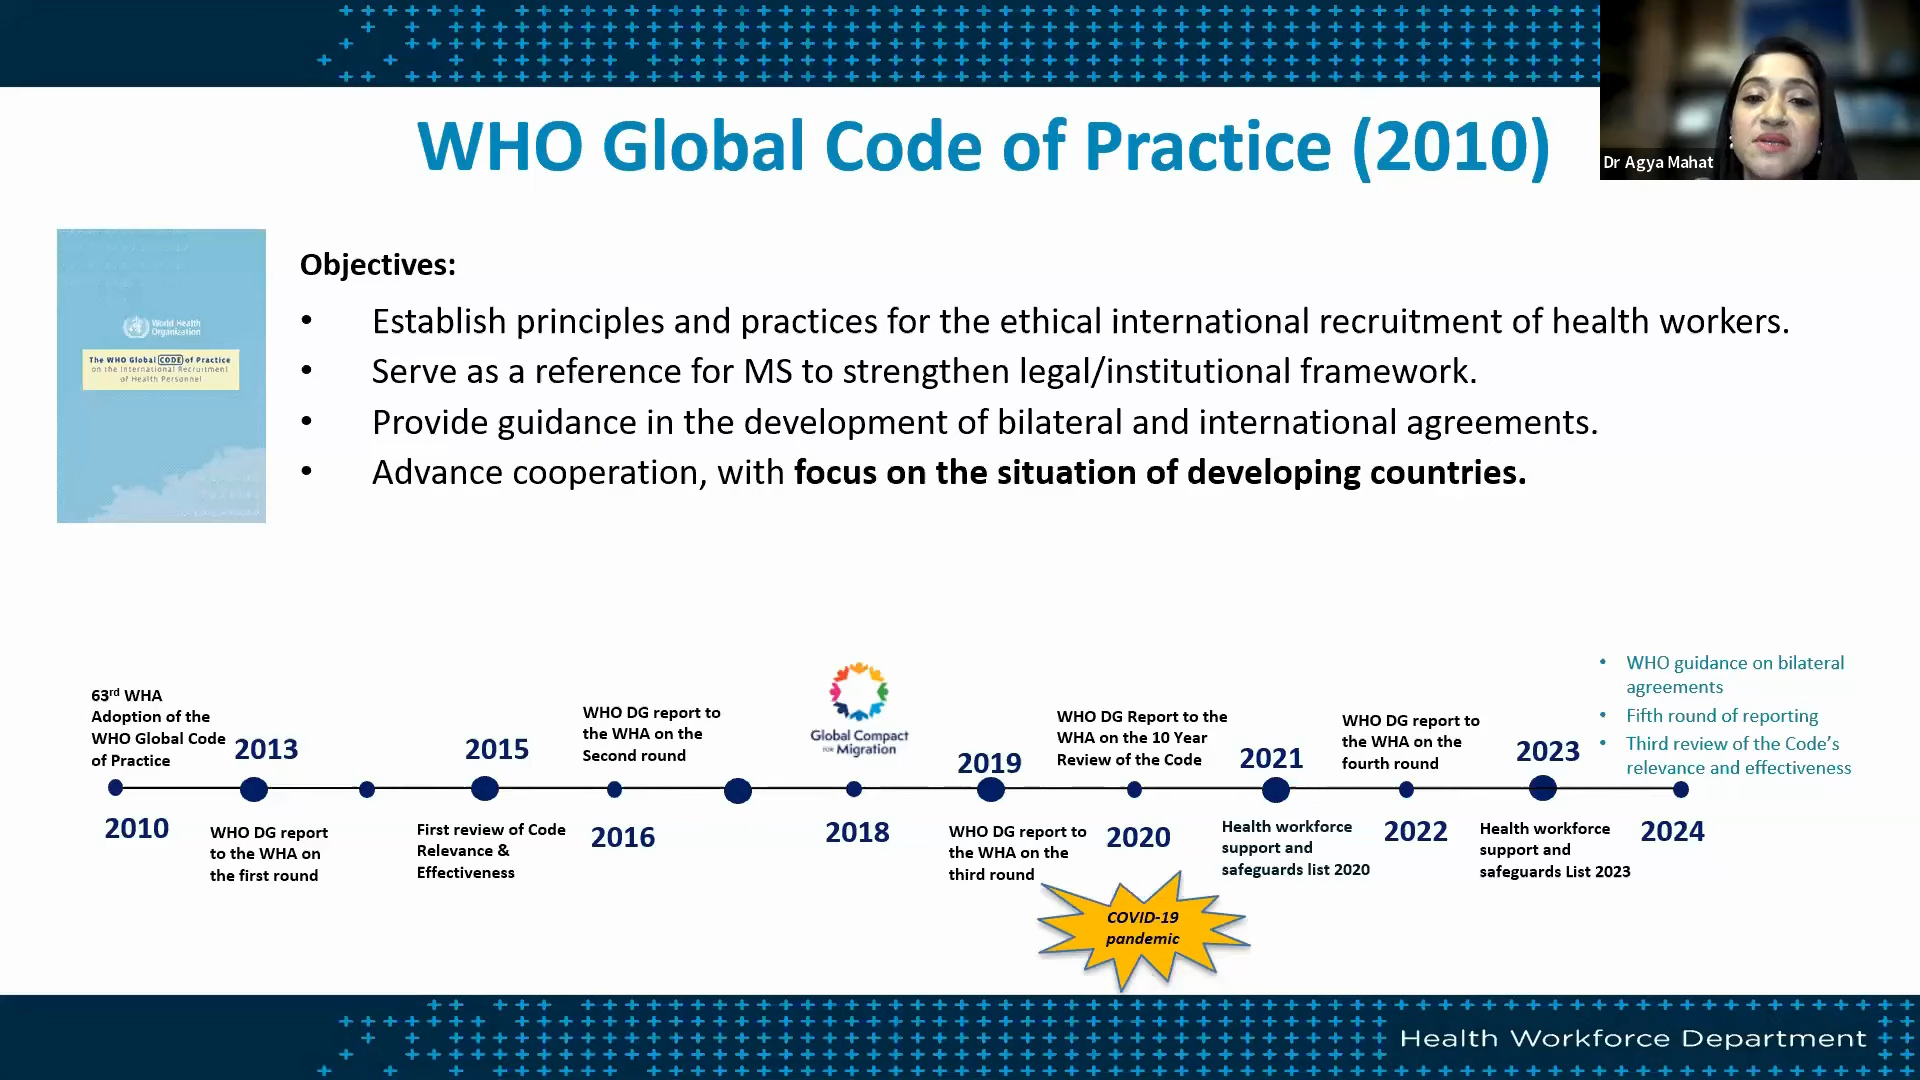 WHO Global Code of Practice (2010)
Dr Agya Mahat
World Health
Organization
The WHO Global CODE of Practice
on the International Recruitment
of Health Personnel
Objectives:
• Establish principles and practices for the ethical international recruitment of health workers.
• Serve as a reference for MS to strengthen legal/institutional framework.
• Provide guidance in the development of bilateral and international agreements.
• Advance cooperation, with focus on the situation of developing countries.
63rd WHA
Adoption of the
WHO Global Code
of Practice
2010
2013
WHO DG report
to the WHA on
the first round
2015
First review of Code
Relevance &
Effectiveness
WHO DG report to
the WHA on the
Second round
2016
Global Compact
FOR Migration
2018
2019
WHO DG report to
the WHA on the
third round
WHO DG Report to the
WHA on the 10 Year
Review of the Code
2020
COVID-19
pandemic
2021
Health workforce
support and
safeguards list 2020
WHO DG report to
the WHA on the
fourth round
2022
2023
Health workforce
support and
safeguards List 2023
• WHO guidance on bilateral
agreements
• Fifth round of reporting
• Third review of the Code's
relevance and effectiveness
2024
Health Workforce Department